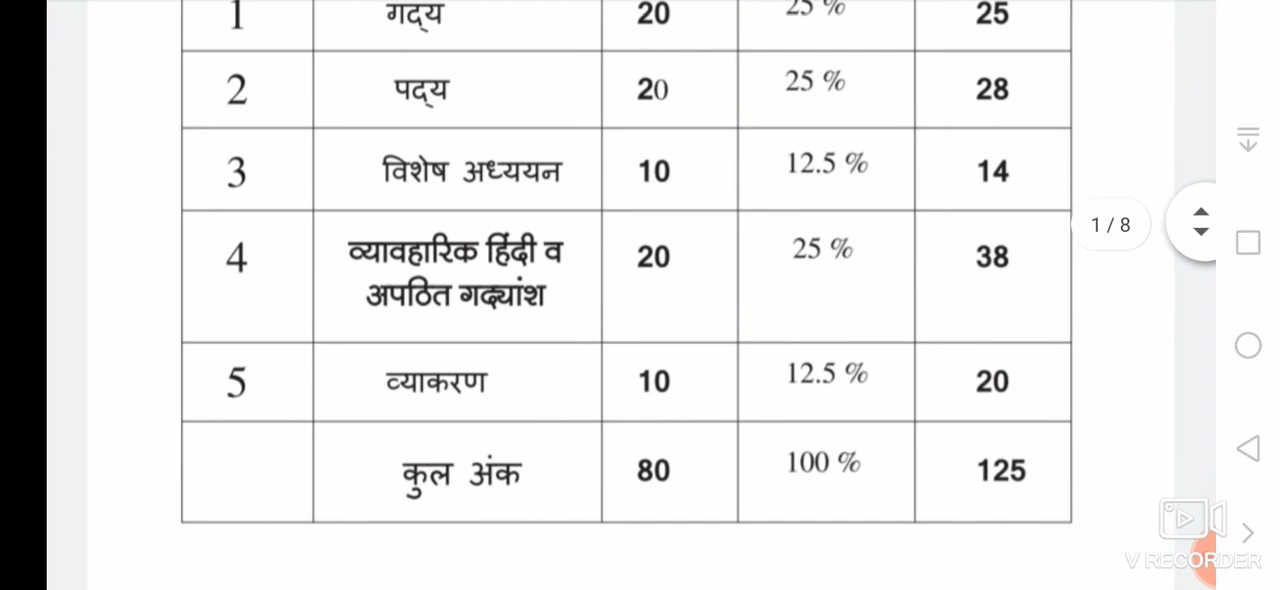 1 गद्य 20 25 % 25
2 पद्य 20 25 % 28
3 विशेष अध्ययन 10 12.5 % 14
4 व्यावहारिक हिंदी व 20 25 % 38
अपठित गद्यांश
5 व्याकरण 10 12.5 % 20
कुल अंक 80 100 % 125
1 / 8
V RECORDER